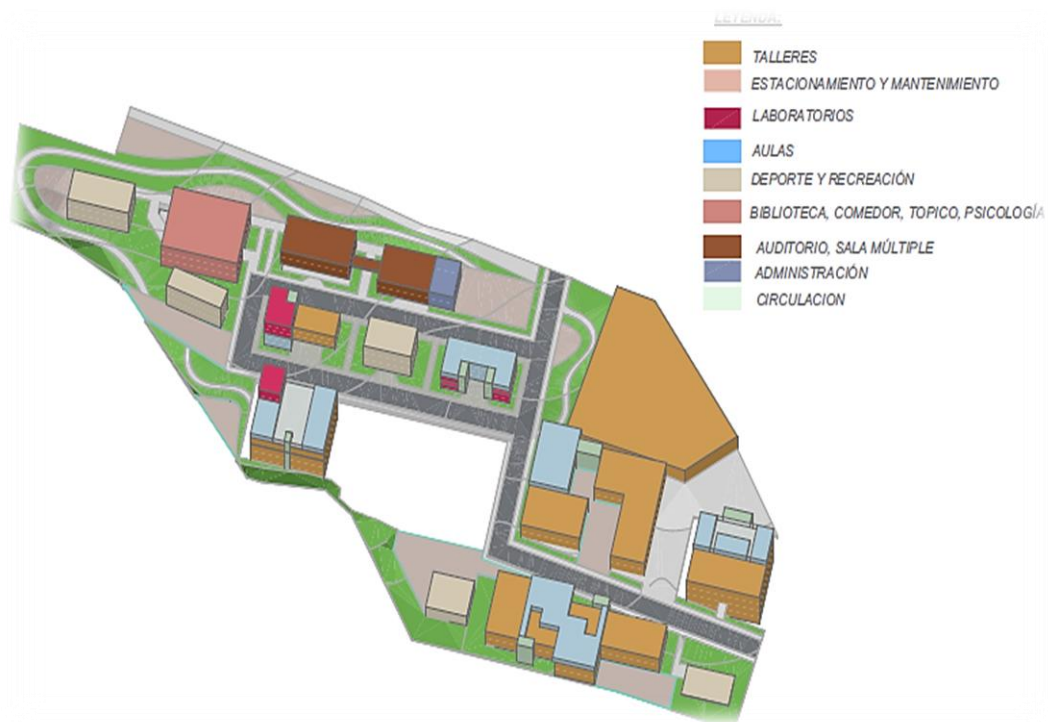 LEYENDA:
TALLERES
ESTACIONAMIENTO Y MANTENIMIENTO
LABORATORIOS
AULAS
DEPORTE Y RECREACIÓN
BIBLIOTECA, COMEDOR, TOPICO, PSICOLOGÍA
AUDITORIO, SALA MÚLTIPLE
ADMINISTRACIÓN
CIRCULACION